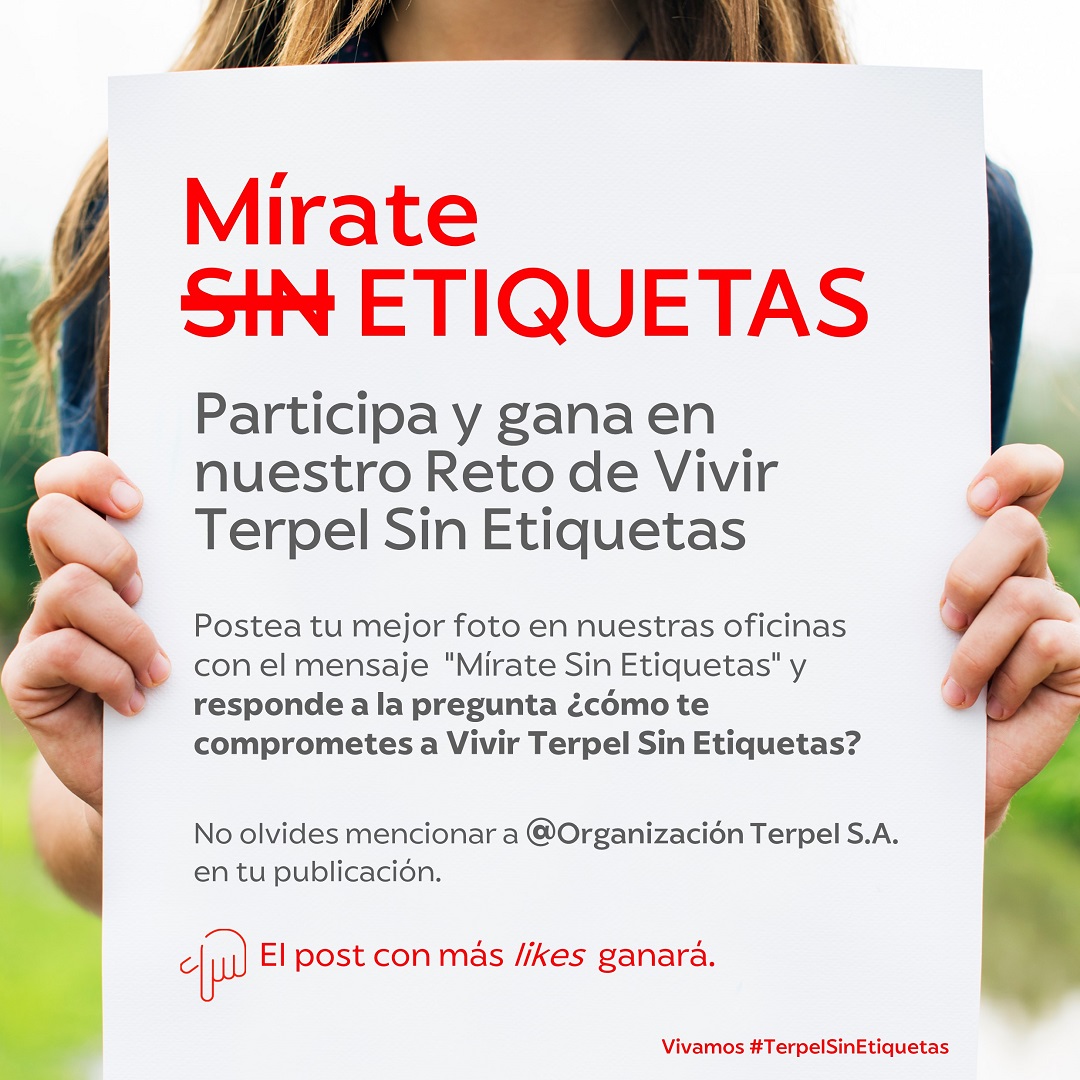 Mírate
SIN ETIQUETAS
Participa y gana en
nuestro Reto de Vivir
Terpel Sin Etiquetas
Postea tu mejor foto en nuestras oficinas
con el mensaje "Mírate Sin Etiquetas" y
responde a la pregunta ¿cómo te
comprometes a Vivir Terpel Sin Etiquetas?
No olvides mencionar a @Organización Terpel S.A.
en tu publicación.
El post con más likes ganará.
Vivamos #TerpelSinEtiquetas